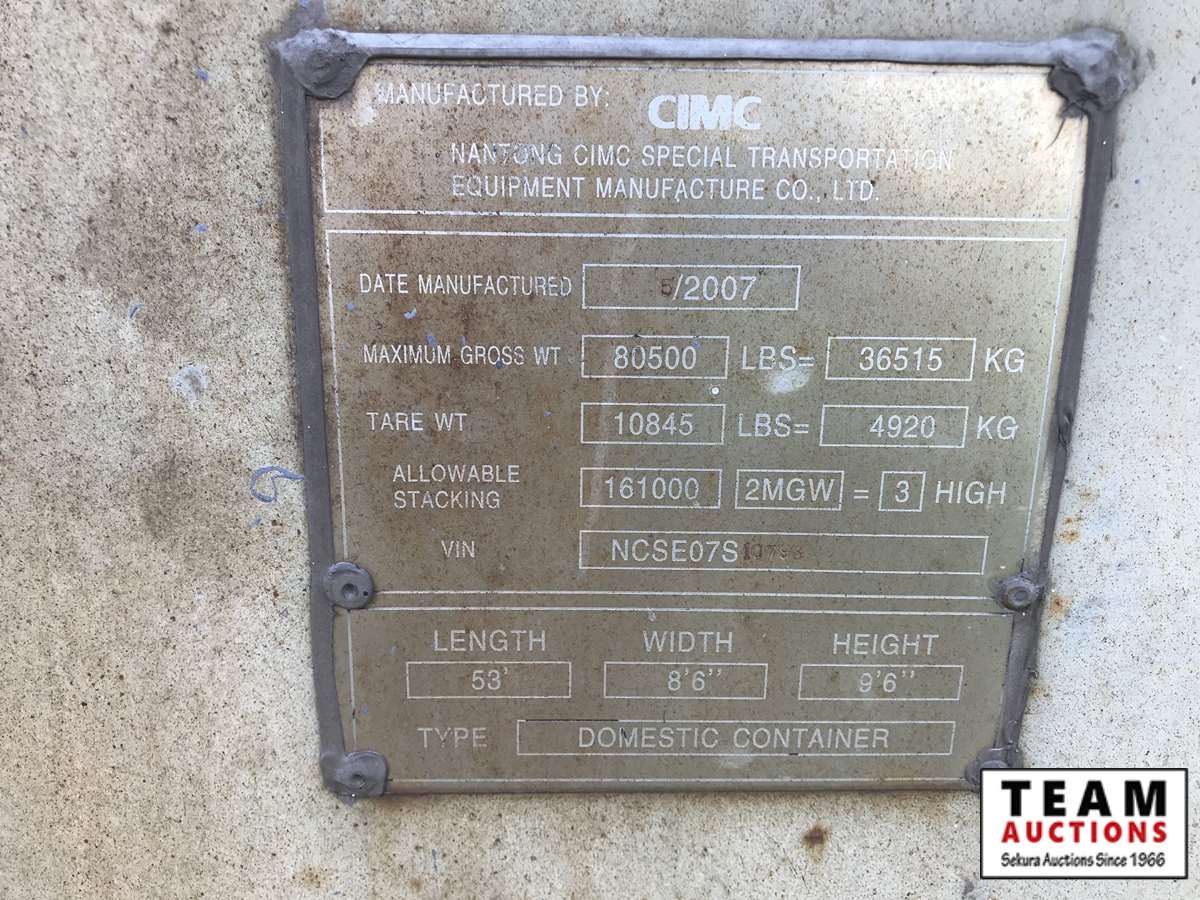 MANUFACTURED BY: CIMC
NANTONG CIMC SPECIAL TRANSPORTATION
EQUIPMENT MANUFACTURE CO., LTD.
DATE MANUFACTURED 5/2007
MAXIMUM GROSS WT 80500 LBS= 36515 KG
TARE WT 10845 LBS= 4920 KG
ALLOWABLE STACKING 161000 2MGW = 3 HIGH
VIN NCSE07S
LENGTH WIDTH HEIGHT
53' 8'6'' 9'6''
TYPE DOMESTIC CONTAINER
TEAM
AUCTIONS
Sekura Auctions Since 1966